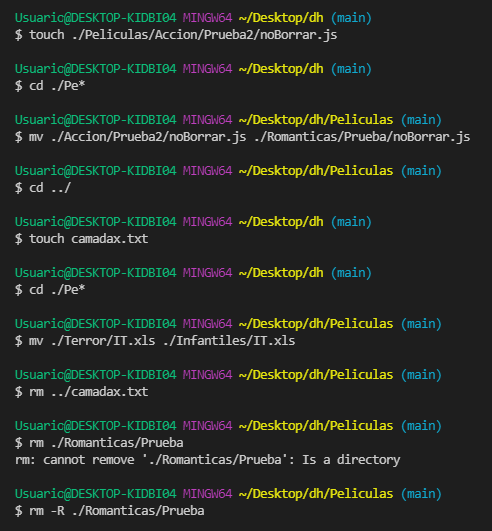 Usuario@DESKTOP-KIDBI04 MINGW64 ~/Desktop/dh (main)
$ touch ./Peliculas/Accion/Prueba2/noBorrar.js
Usuario@DESKTOP-KIDBI04 MINGW64 ~/Desktop/dh (main)
$ cd ./Pe*
Usuario@DESKTOP-KIDBI04 MINGW64 ~/Desktop/dh/Peliculas (main)
$ mv ./Accion/Prueba2/noBorrar.js ./Romanticas/Prueba/noBorrar.js
Usuario@DESKTOP-KIDBI04 MINGW64 ~/Desktop/dh/Peliculas (main)
$ cd ../
Usuario@DESKTOP-KIDBI04 MINGW64 ~/Desktop/dh (main)
$ touch camadax.txt
Usuario@DESKTOP-KIDBI04 MINGW64 ~/Desktop/dh (main)
$ cd ./Pe*
Usuario@DESKTOP-KIDBI04 MINGW64 ~/Desktop/dh/Peliculas (main)
$ mv ./Terror/IT.xls ./Infantiles/IT.xls
Usuario@DESKTOP-KIDBI04 MINGW64 ~/Desktop/dh/Peliculas (main)
$ rm ../camadax.txt
Usuario@DESKTOP-KIDBI04 MINGW64 ~/Desktop/dh/Peliculas (main)
$ rm ./Romanticas/Prueba
rm: cannot remove './Romanticas/Prueba': Is a directory
Usuario@DESKTOP-KIDBI04 MINGW64 ~/Desktop/dh/Peliculas (main)
$ rm -R ./Romanticas/Prueba